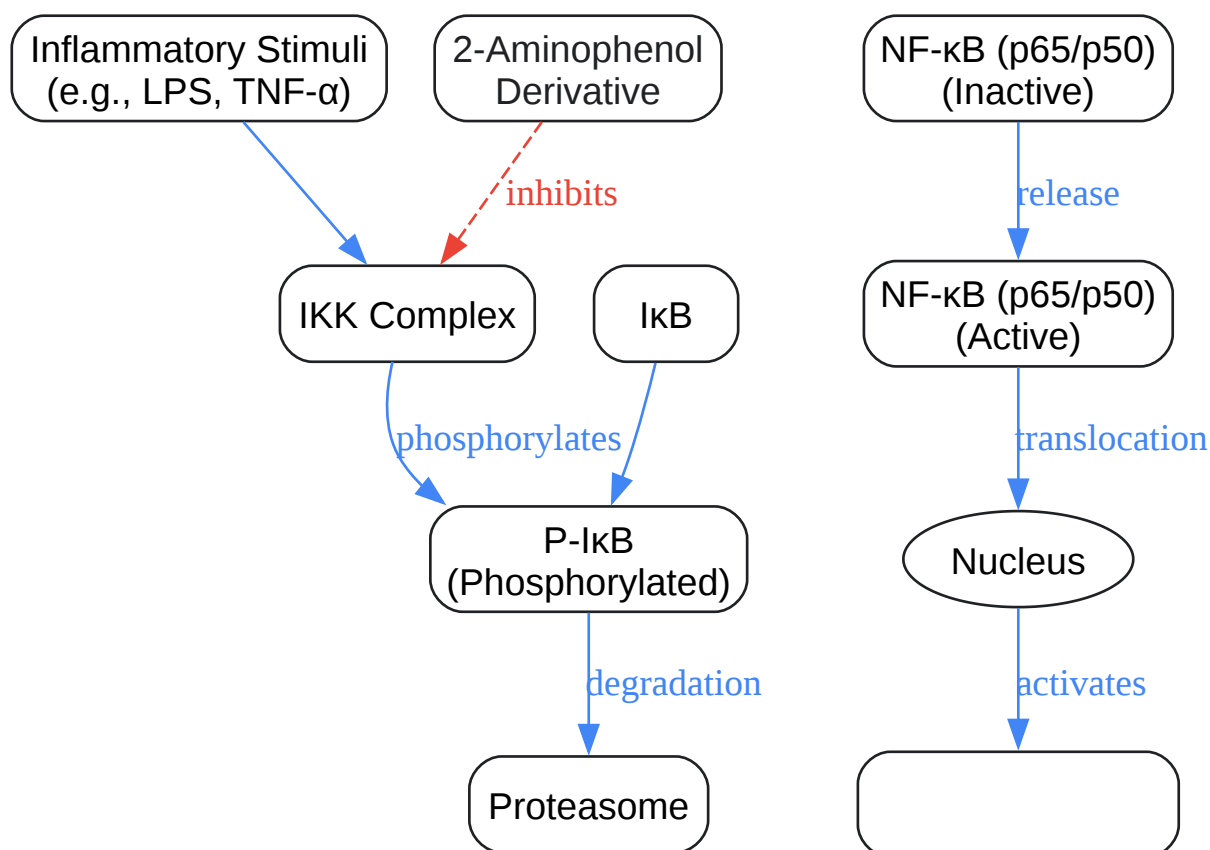 Inflammatory Stimuli
(e.g., LPS, TNF-α)
2-Aminophenol
Derivative
NF-κB (p65/p50)
(Inactive)
inhibits
release
IKK Complex
IκB
NF-κB (p65/p50)
(Active)
phosphorylates
translocation
P-IκB
(Phosphorylated)
Nucleus
degradation
activates
Proteasome